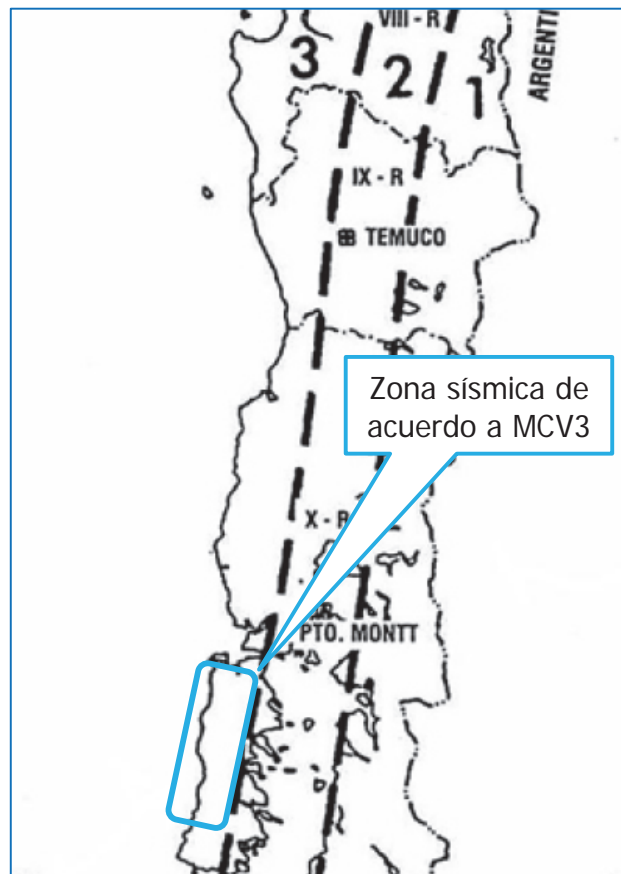 VIII - R
3
2
1
ARGENTI
IX - R
TEMUCO
Zona sísmica de
acuerdo a MCV3
X - R
PTO. MONTT